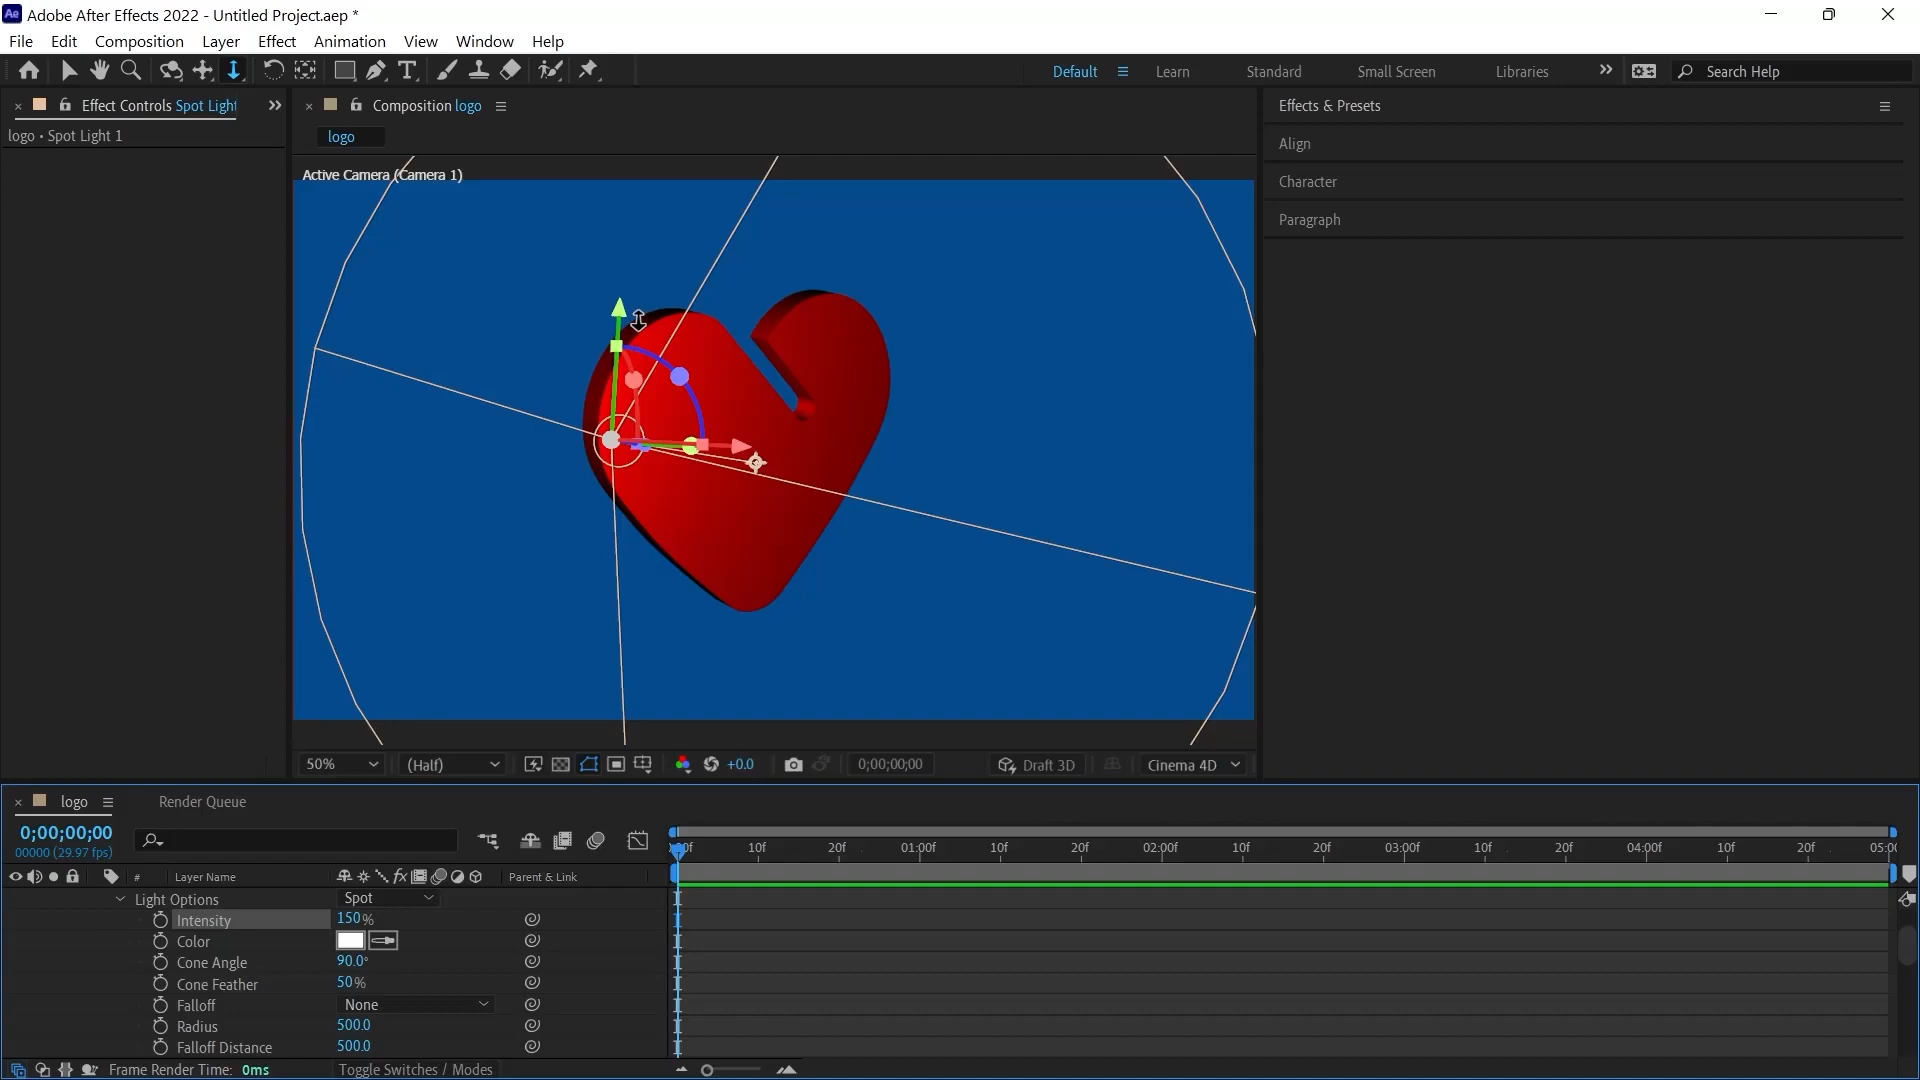 Ae Adobe After Effects 2022 - Untitled Project.aep *
File Edit Composition Layer Effect Animation View Window Help
Default Learn Standard Small Screen Libraries Search Help
Effect Controls Spot Light
logo • Spot Light 1
Composition logo
logo
Active Camera (Camera 1)
Effects & Presets
Align
Character
Paragraph
50% (Half) +0.0 0;00;00;00 Draft 3D Cinema 4D
logo Render Queue
0;00;00;00
00000 (29.97 fps)
10f 20f 01:00f 10f 20f 02:00f 10f 20f 03:00f 10f 20f 04:00f 10f 20f
# Layer Name Parent & Link
Light Options Spot
Intensity 150%
Color
Cone Angle 90.0°
Cone Feather 50%
Falloff None
Radius 500.0
Falloff Distance 500.0
Frame Render Time: 0ms Toggle Switches / Modes